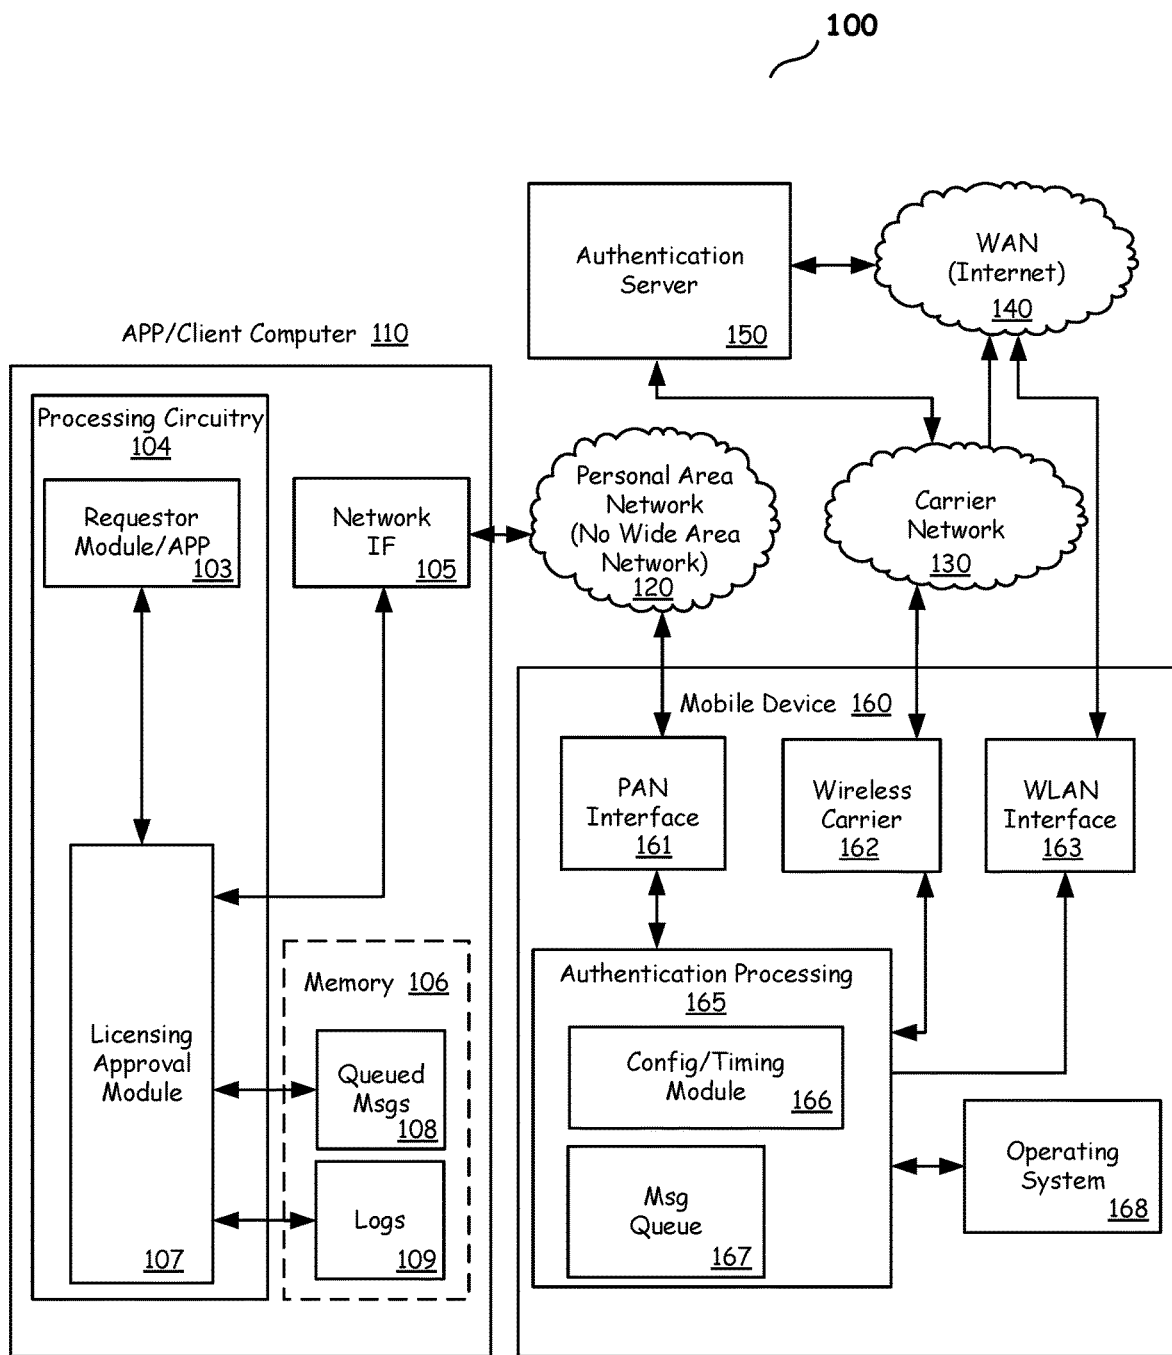 100
Authentication
Server
150
WAN
(Internet)
140
APP/Client Computer 110
Processing Circuitry
104
Requestor
Module/APP
103
Network
IF
105
Personal Area
Network
(No Wide Area
Network)
120
Carrier
Network
130
Mobile Device 160
PAN
Interface
161
Wireless
Carrier
162
WLAN
Interface
163
Licensing
Approval
Module
107
Memory 106
Queued
Msgs
108
Logs
109
Authentication Processing
165
Config/Timing
Module
166
Msg
Queue
167
Operating
System
168